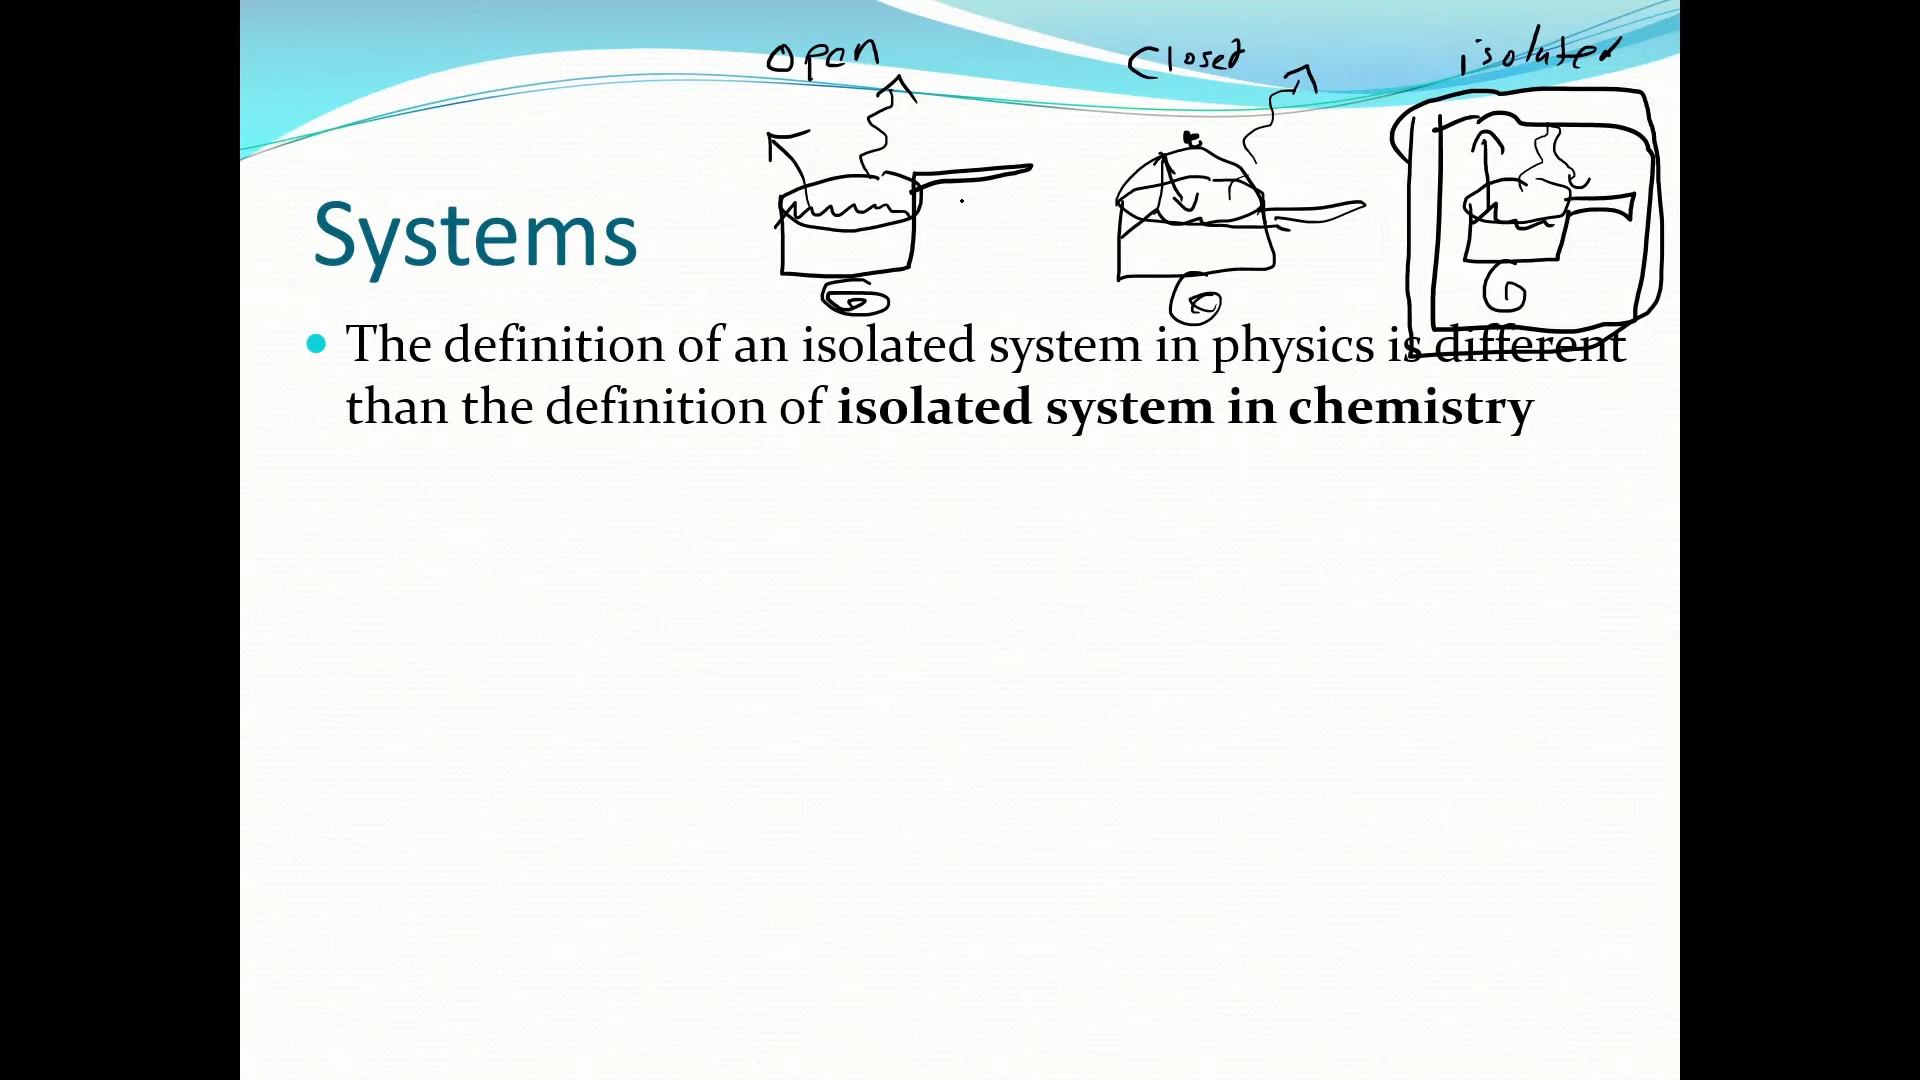 Open Closed isolated
Systems
The definition of an isolated system in physics is different
than the definition of isolated system in chemistry